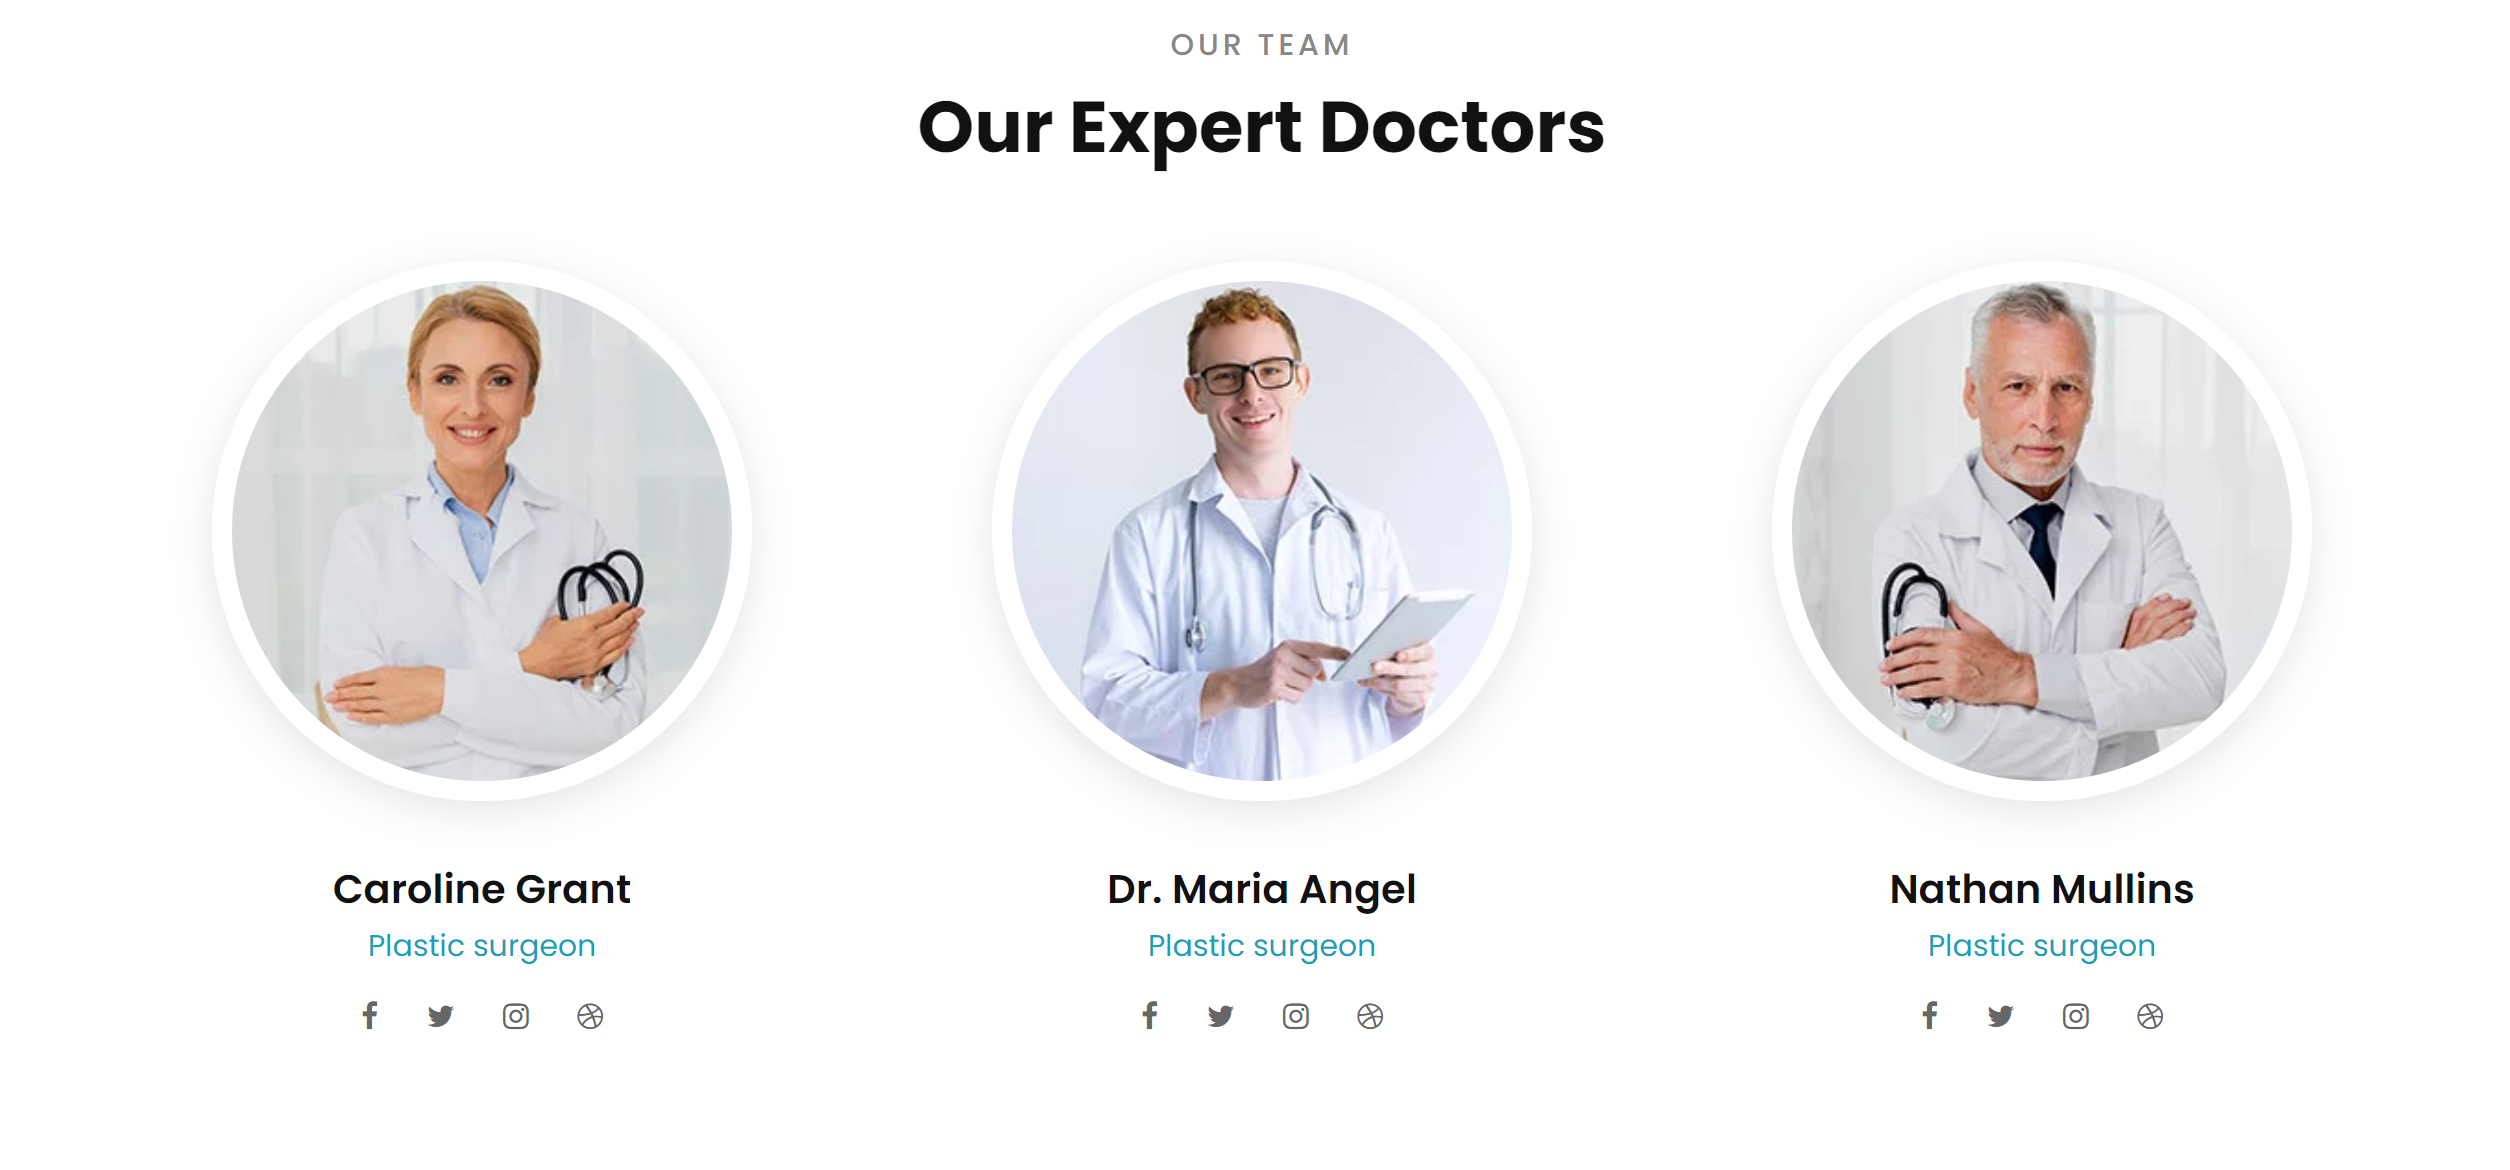 OUR TEAM
Our Expert Doctors
Caroline Grant
Plastic surgeon
Dr. Maria Angel
Plastic surgeon
Nathan Mullins
Plastic surgeon